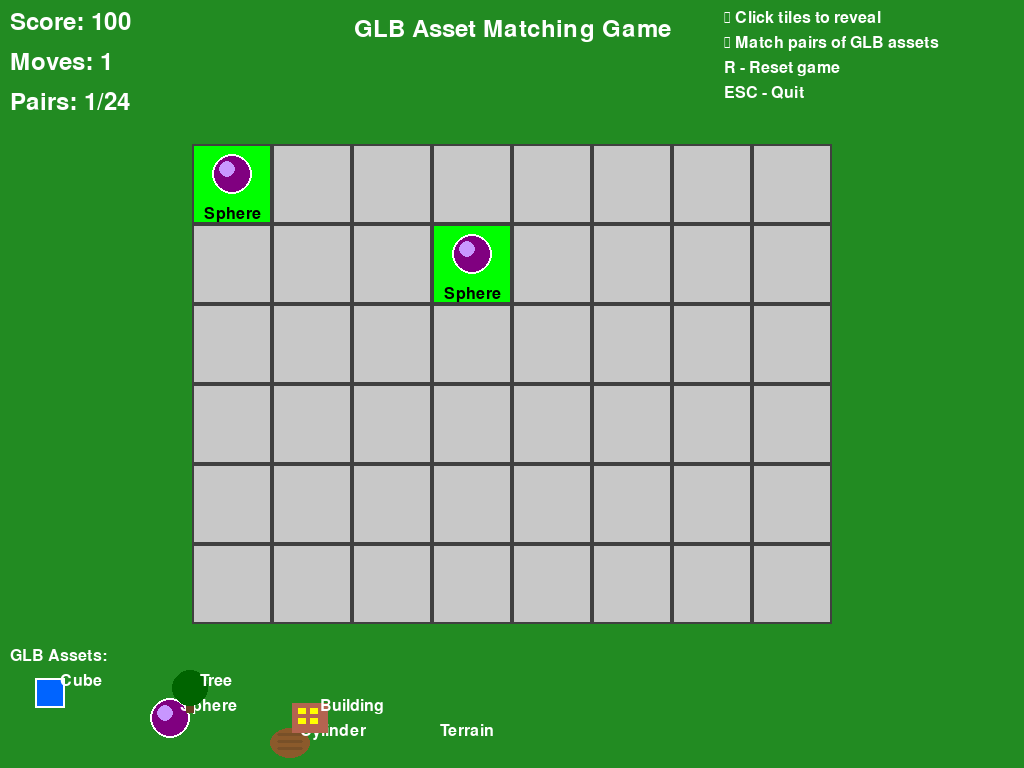 Score: 100
Moves: 1
Pairs: 1/24
GLB Asset Matching Game
Click tiles to reveal
Match pairs of GLB assets
R - Reset game
ESC - Quit
Sphere
Sphere
GLB Assets:
Cube
Tree
Sphere
Building
Cylinder
Terrain